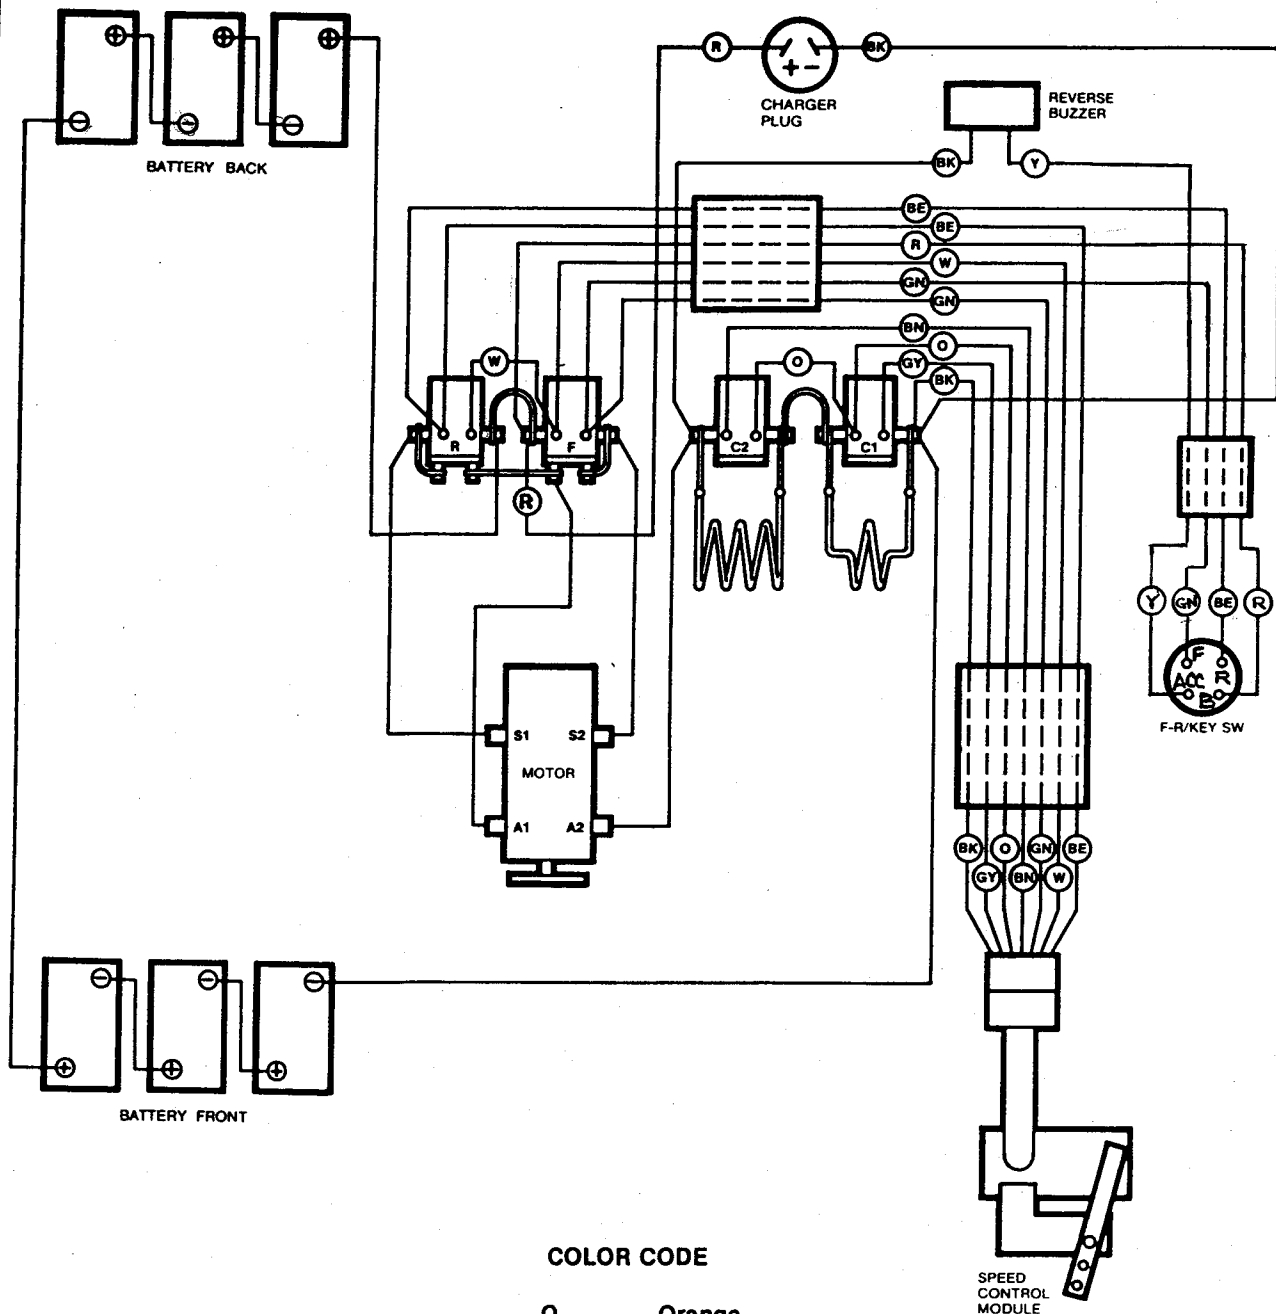 R
+ -
BK
CHARGER
PLUG
REVERSE
BUZZER
BATTERY BACK
BK
Y
BE
BE
R
W
GN
GN
BN
O
GY
BK
W
O
R
F
C2
C1
R
Y
GN
BE
R
F
ACC
R
B
F-R/KEY SW
S1
S2
MOTOR
A1
A2
BK
O
GN
BE
GY
BN
W
BATTERY FRONT
COLOR CODE
O Orange
SPEED
CONTROL
MODULE